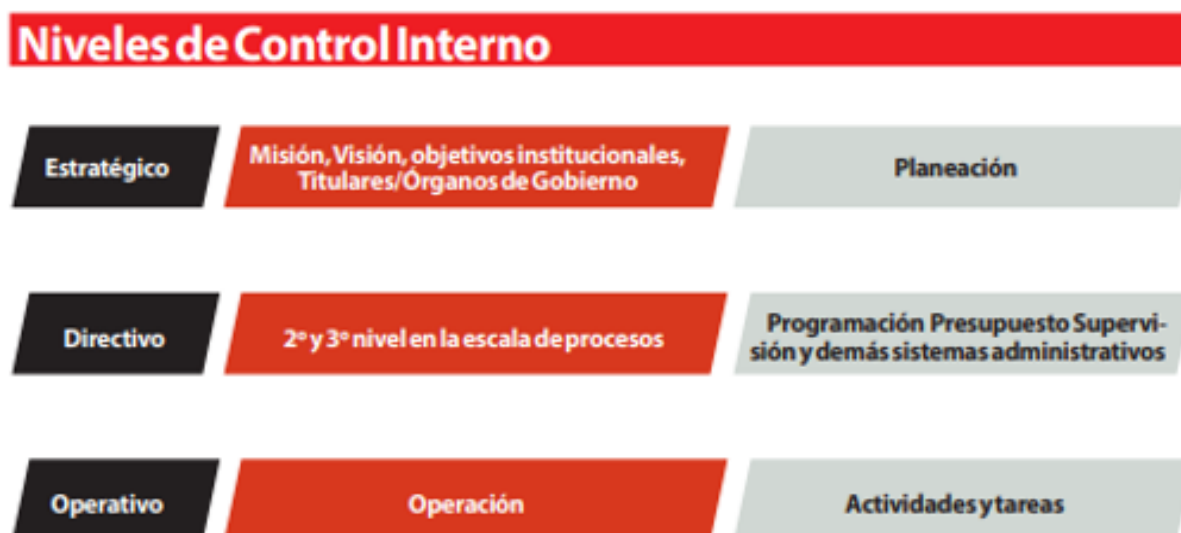 Niveles de Control Interno
Estratégico
Misión, Visión, objetivos institucionales,
Titulares/Órganos de Gobierno
Planeación
Directivo
2º y 3º nivel en la escala de procesos
Programación Presupuesto Supervi-
sión y demás sistemas administrativos
Operativo
Operación
Actividades y tareas